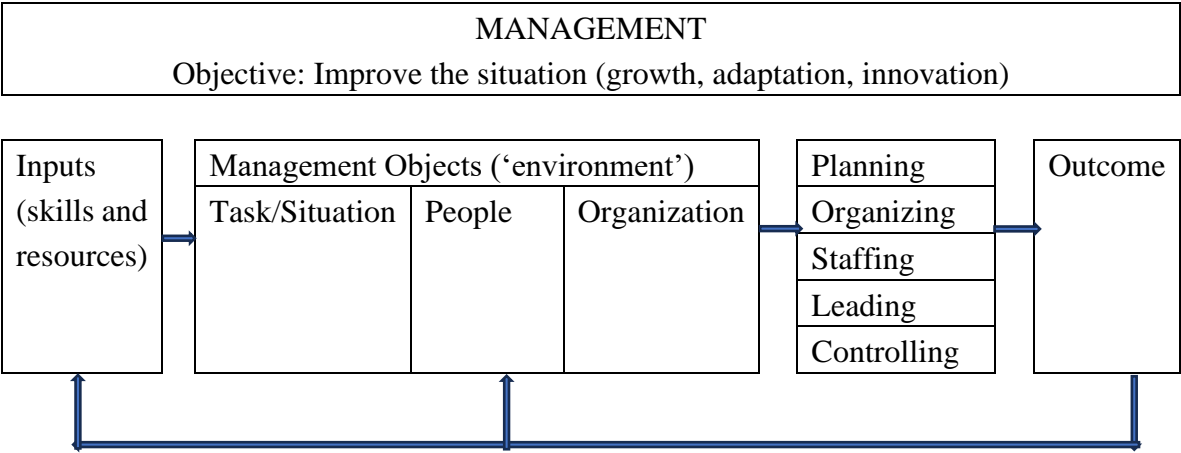 MANAGEMENT
Objective: Improve the situation (growth, adaptation, innovation)
Inputs
(skills and
resources)
Management Objects (‘environment’)
Task/Situation
People
Organization
Planning
Organizing
Staffing
Leading
Controlling
Outcome